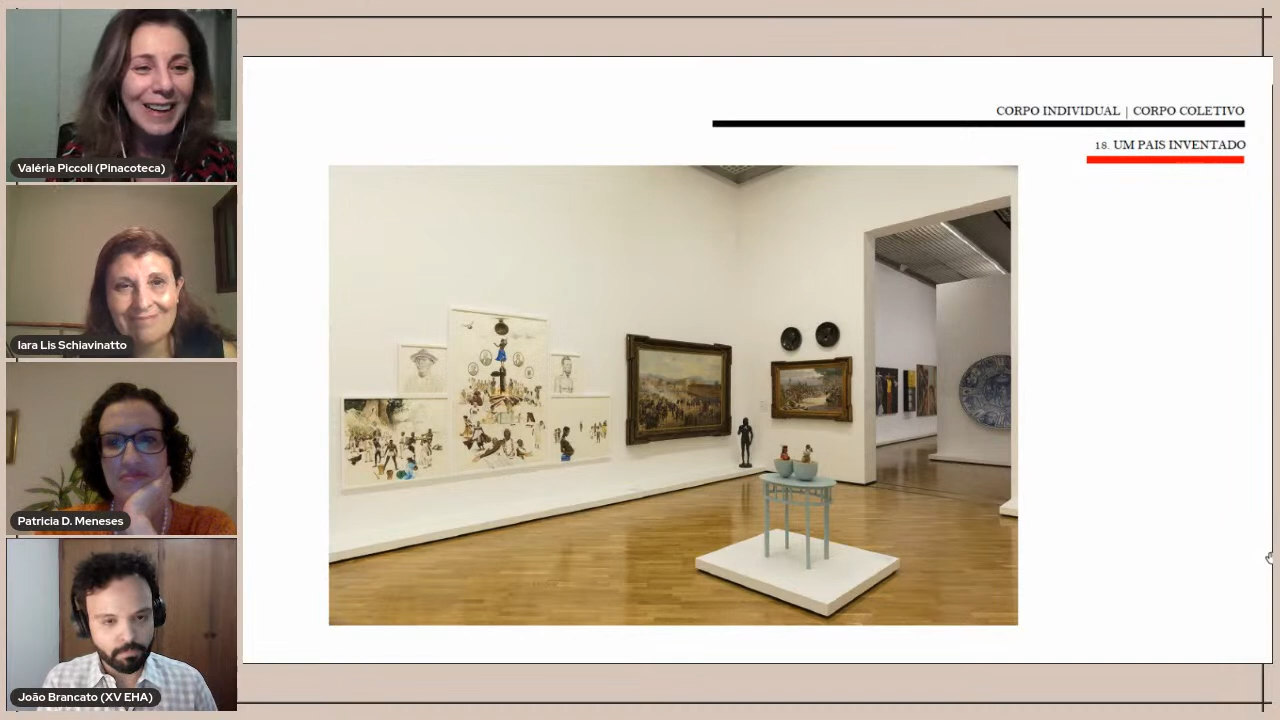 Valéria Piccoli (Pinacoteca)
Iara Lis Schiavinatto
Patricia D. Meneses
João Brancato (XV EHA)
CORPO INDIVIDUAL | CORPO COLETIVO
18. UM PAIS INVENTADO